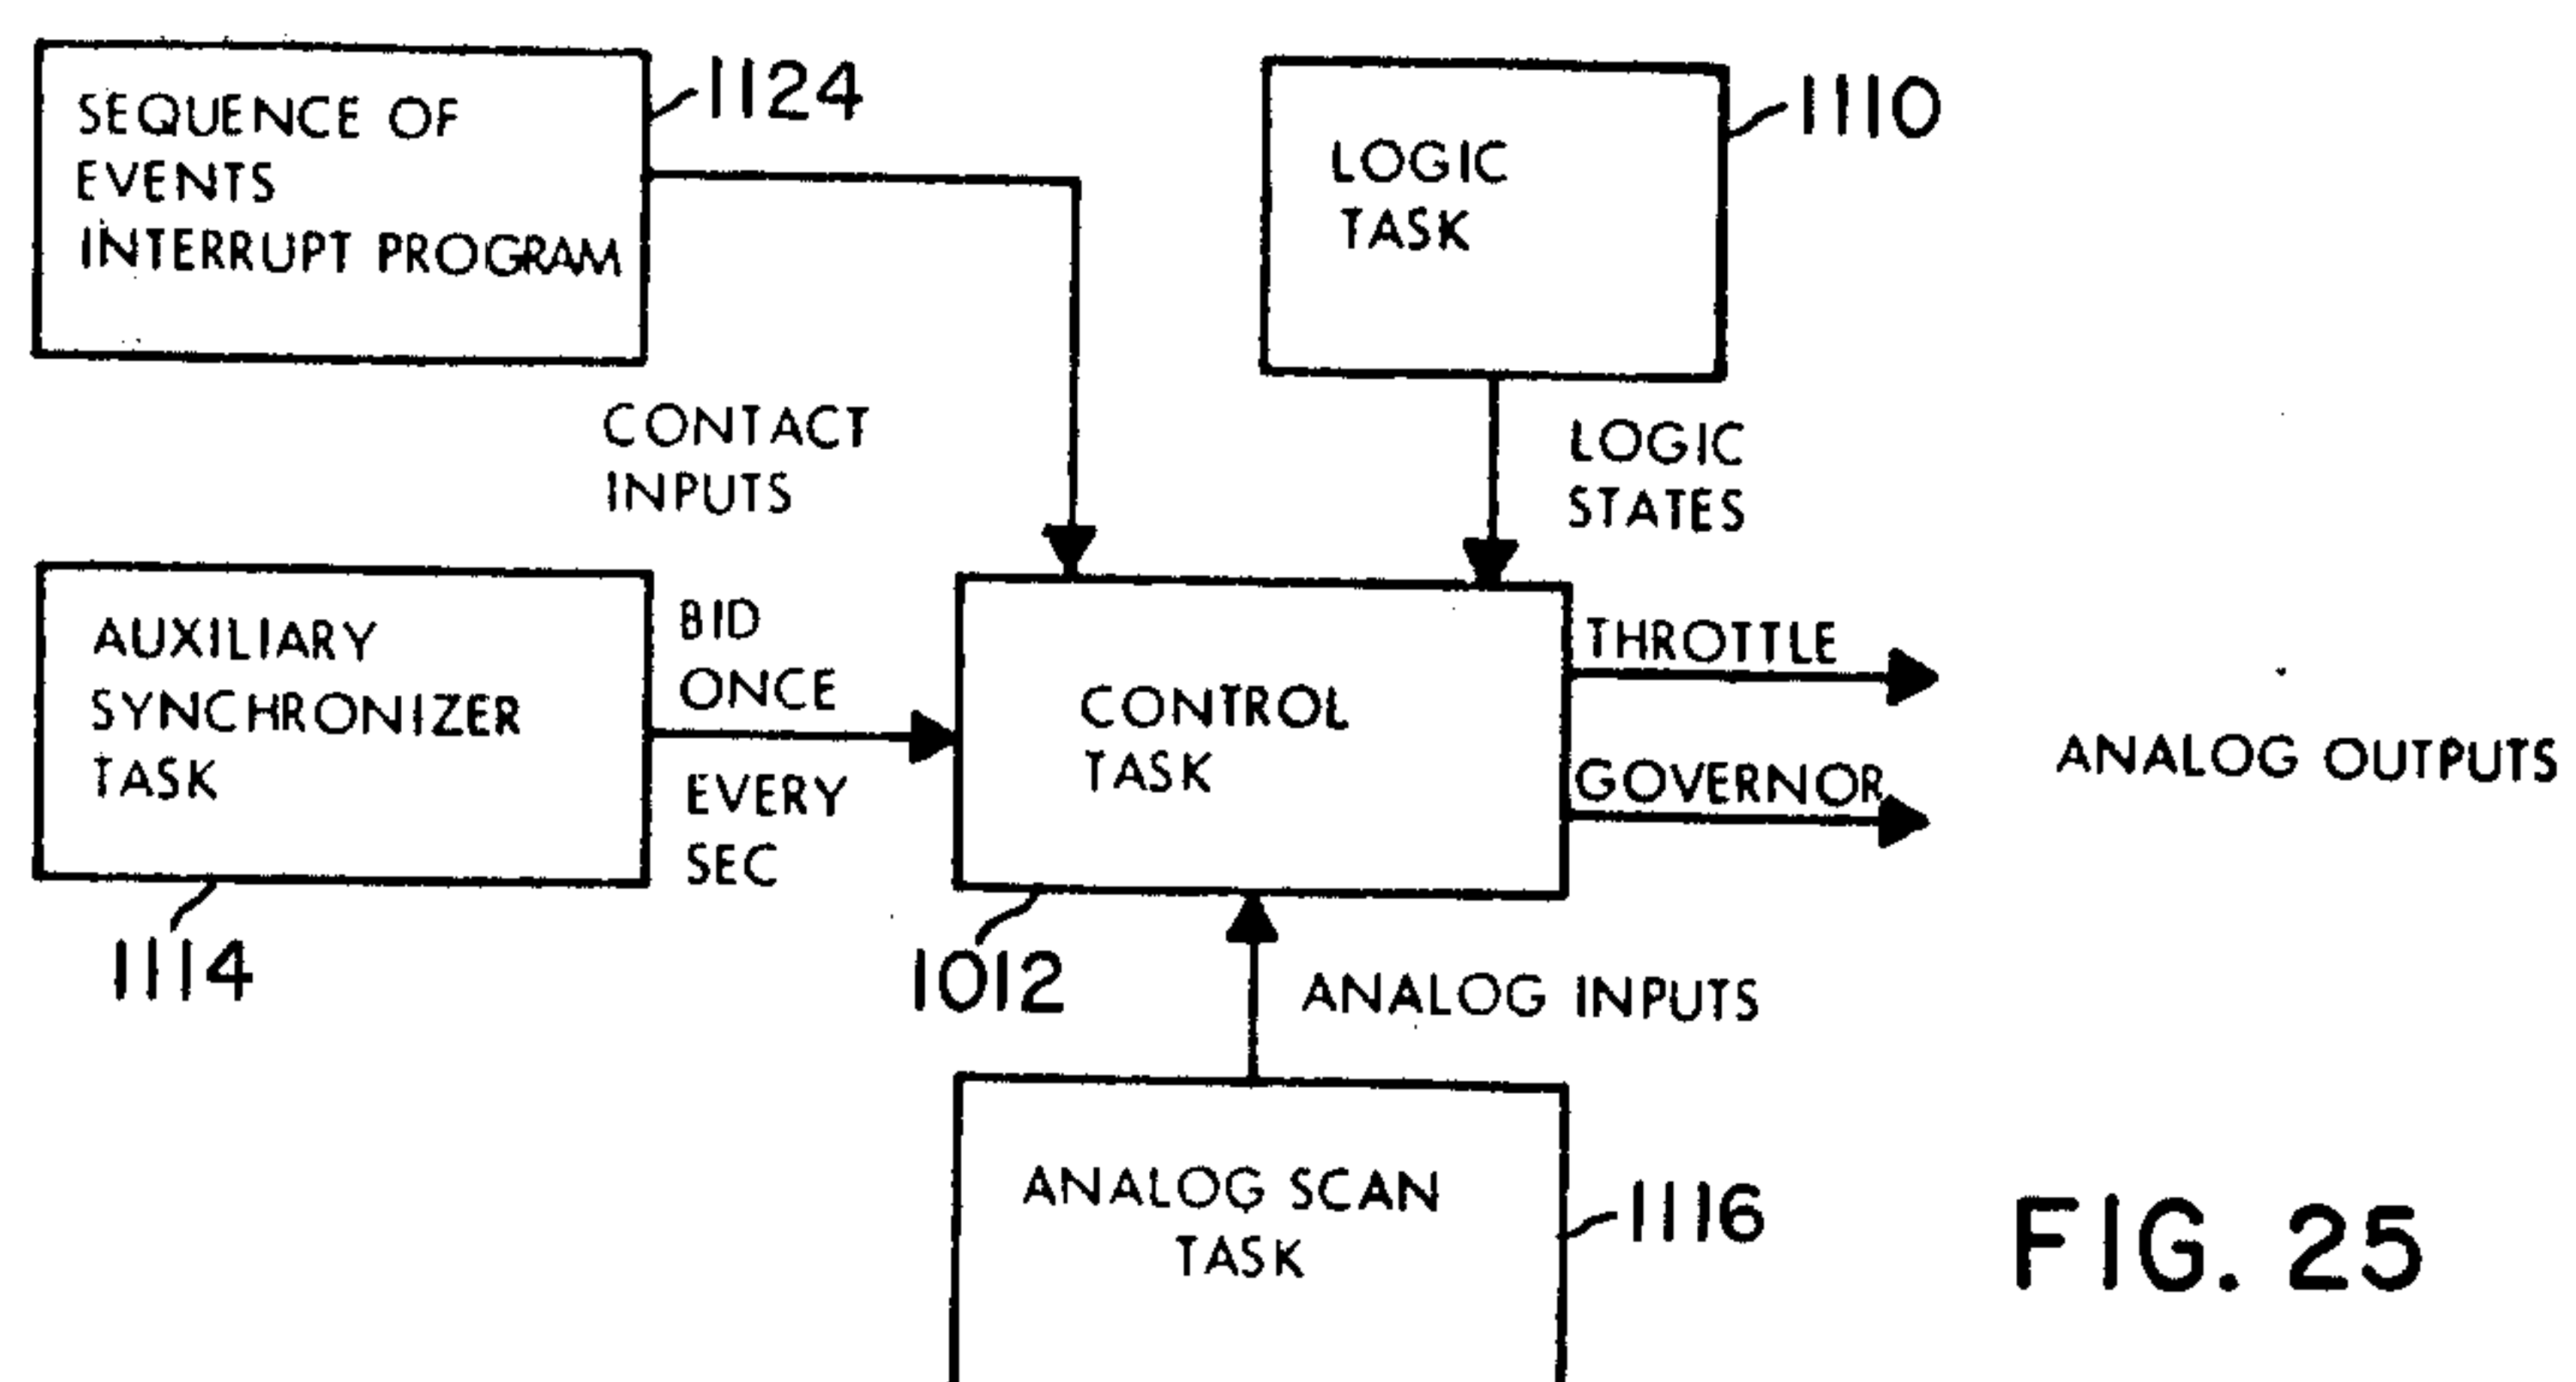 SEQUENCE OF
EVENTS
INTERRUPT PROGRAM
1124
LOGIC
TASK
1110
CONTACT
INPUTS
LOGIC
STATES
AUXILIARY
SYNCHRONIZER
TASK
1114
BID
ONCE
EVERY
SEC
CONTROL
TASK
1012
THROTTLE
GOVERNOR
ANALOG OUTPUTS
ANALOG INPUTS
ANALOG SCAN
TASK
1116
FIG. 25